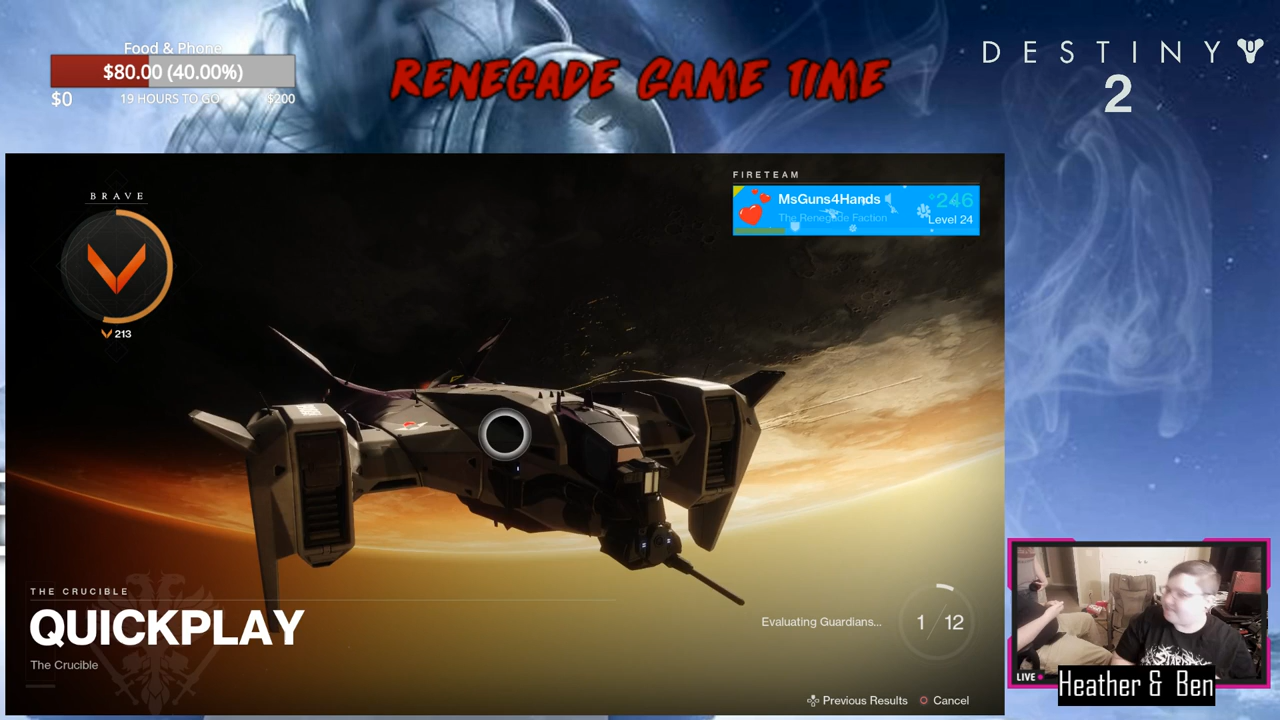 Food & Phone
$80.00 (40.00%)
$0
19 HOURS TO GO
$200
RENEGADE GAME TIME
DESTINY
2
BRAVE
213
FIRETEAM
MsGuns4Hands
246
The Renegade Faction
Level 24
THE CRUCIBLE
QUICKPLAY
The Crucible
Evaluating Guardians...
1 / 12
Previous Results
Cancel
LIVE
Heather & Ben